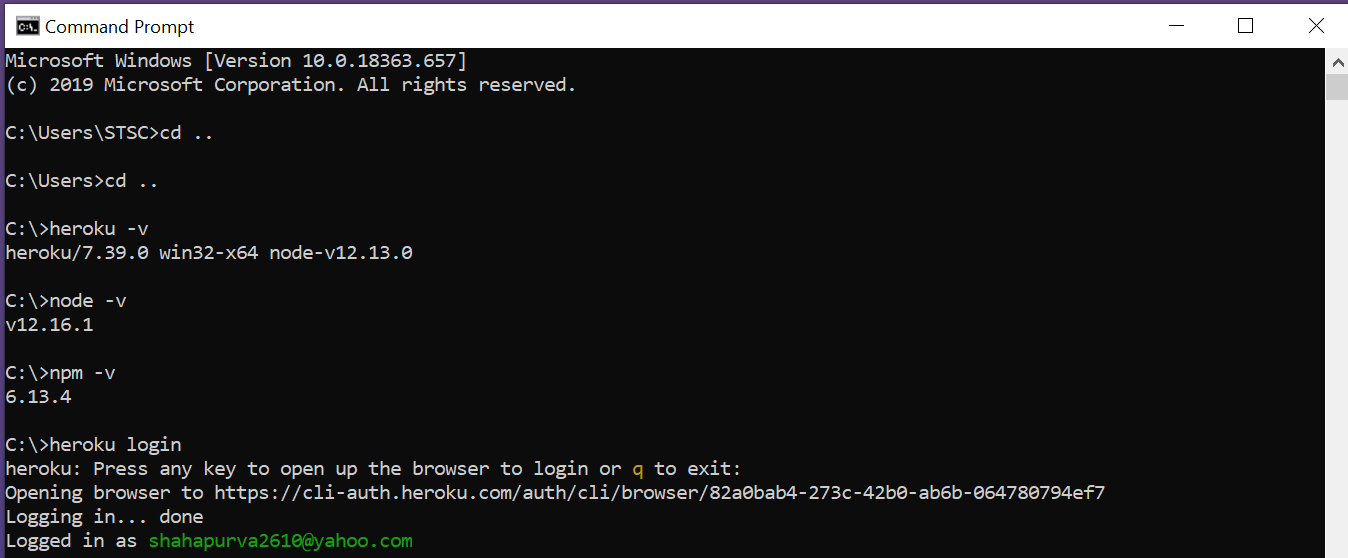 Command Prompt
Microsoft Windows [Version 10.0.18363.657]
(c) 2019 Microsoft Corporation. All rights reserved.
C:\Users\STSC>cd ..
C:\Users>cd ..
C:\>heroku -v
heroku/7.39.0 win32-x64 node-v12.13.0
C:\>node -v
v12.16.1
C:\>npm -v
6.13.4
C:\>heroku login
heroku: Press any key to open up the browser to login or q to exit:
Opening browser to https://cli-auth.heroku.com/auth/cli/browser/82a0bab4-273c-42b0-ab6b-064780794ef7
Logging in... done
Logged in as shahapurva2610@yahoo.com